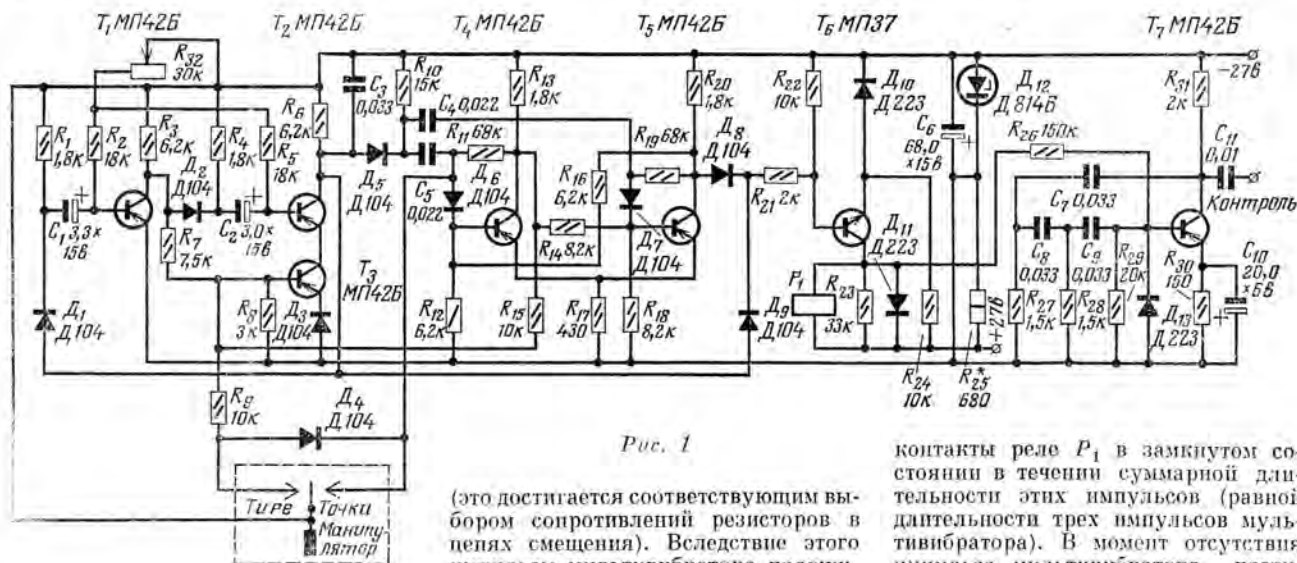 T₁ МП42Б
T₂ МП42Б
T₄ МП42Б
T₅ МП42Б
T₆ МП37
T₇ МП42Б
R₃₂
30к
R₁
1,8к
R₂
18к
R₃
6,2к
R₄
1,8к
R₅
18к
R₆
6,2к
Д₂
Д104
R₇
7,5к
C₁ 3,3×
15в
C₂ 3,0×
15в
Д₁
Д104
R₈
3к
Д₃
Д104
T₃
МП42Б
C₃
0,033
R₁₀
15к
C₄ 0,022
R₁₁ 68к
Д₅
Д104
Д₆
Д104
C₅
0,022
R₁₃
1,8к
R₁₂
6,2к
R₁₄ 8,2к
R₁₅
10к
R₁₆
6,2к
R₁₇
430
R₁₈
8,2к
R₁₉ 68к
R₂₀
1,8к
Д₇
Д104
Д₈
Д104
Д₉
Д104
R₂₁ 2к
R₂₂
10к
Д₁₀
Д223
Д₁₁
Д223
P₁
R₂₃
33к
R₂₄
10к
C₆
68,0
×15в
Д₁₂
Д814Б
R₂₅*
680
+27в
R₂₆ 150к
C₇
0,033
C₈
0,033
C₉
0,033
R₂₇
1,5к
R₂₈
1,5к
R₂₉
20к
R₃₀
150
Д₁₃
Д223
R₃₁
2к
-27в
C₁₁
0,01
Контроль
C₁₀
20,0
×6в
R₉
10к
Д₄
Д104
Тире
Точки
Манипу
лятор
Рис. 1
(это достигается соответствующим вы-
бором сопротивлений резисторов в
цепях смещения). Вследствие этого
контакты реле P₁ в замкнутом со-
стоянии в течении суммарной дли-
тельности этих импульсов (равной
длительности трех импульсов муль-
тивибратора). В момент отсутствия